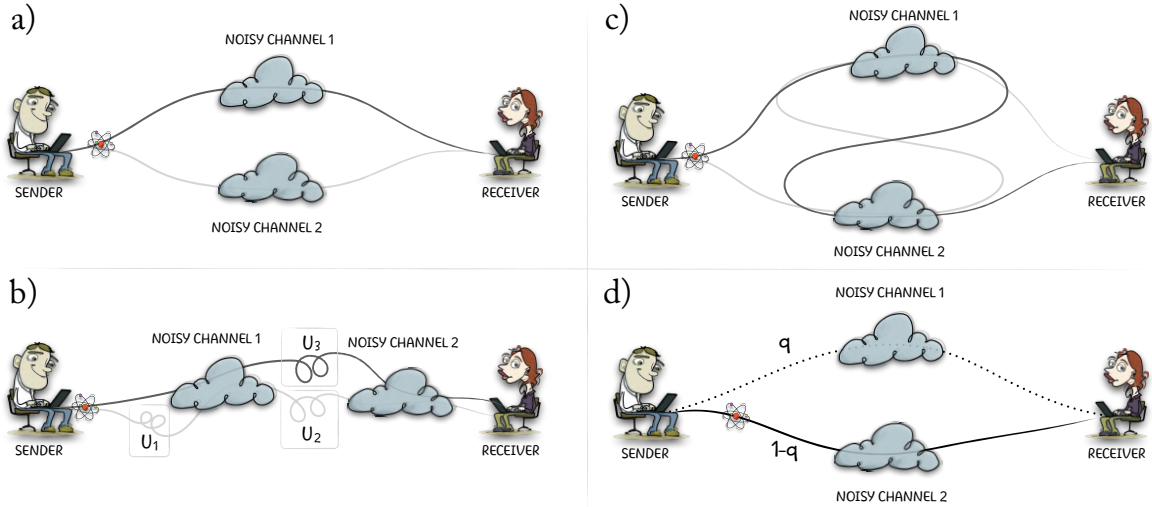 a)
NOISY CHANNEL 1
SENDER
RECEIVER
NOISY CHANNEL 2
b)
NOISY CHANNEL 1
U₃
NOISY CHANNEL 2
U₁
U₂
SENDER
RECEIVER
c)
NOISY CHANNEL 1
SENDER
RECEIVER
NOISY CHANNEL 2
d)
NOISY CHANNEL 1
q
SENDER
RECEIVER
1-q
NOISY CHANNEL 2